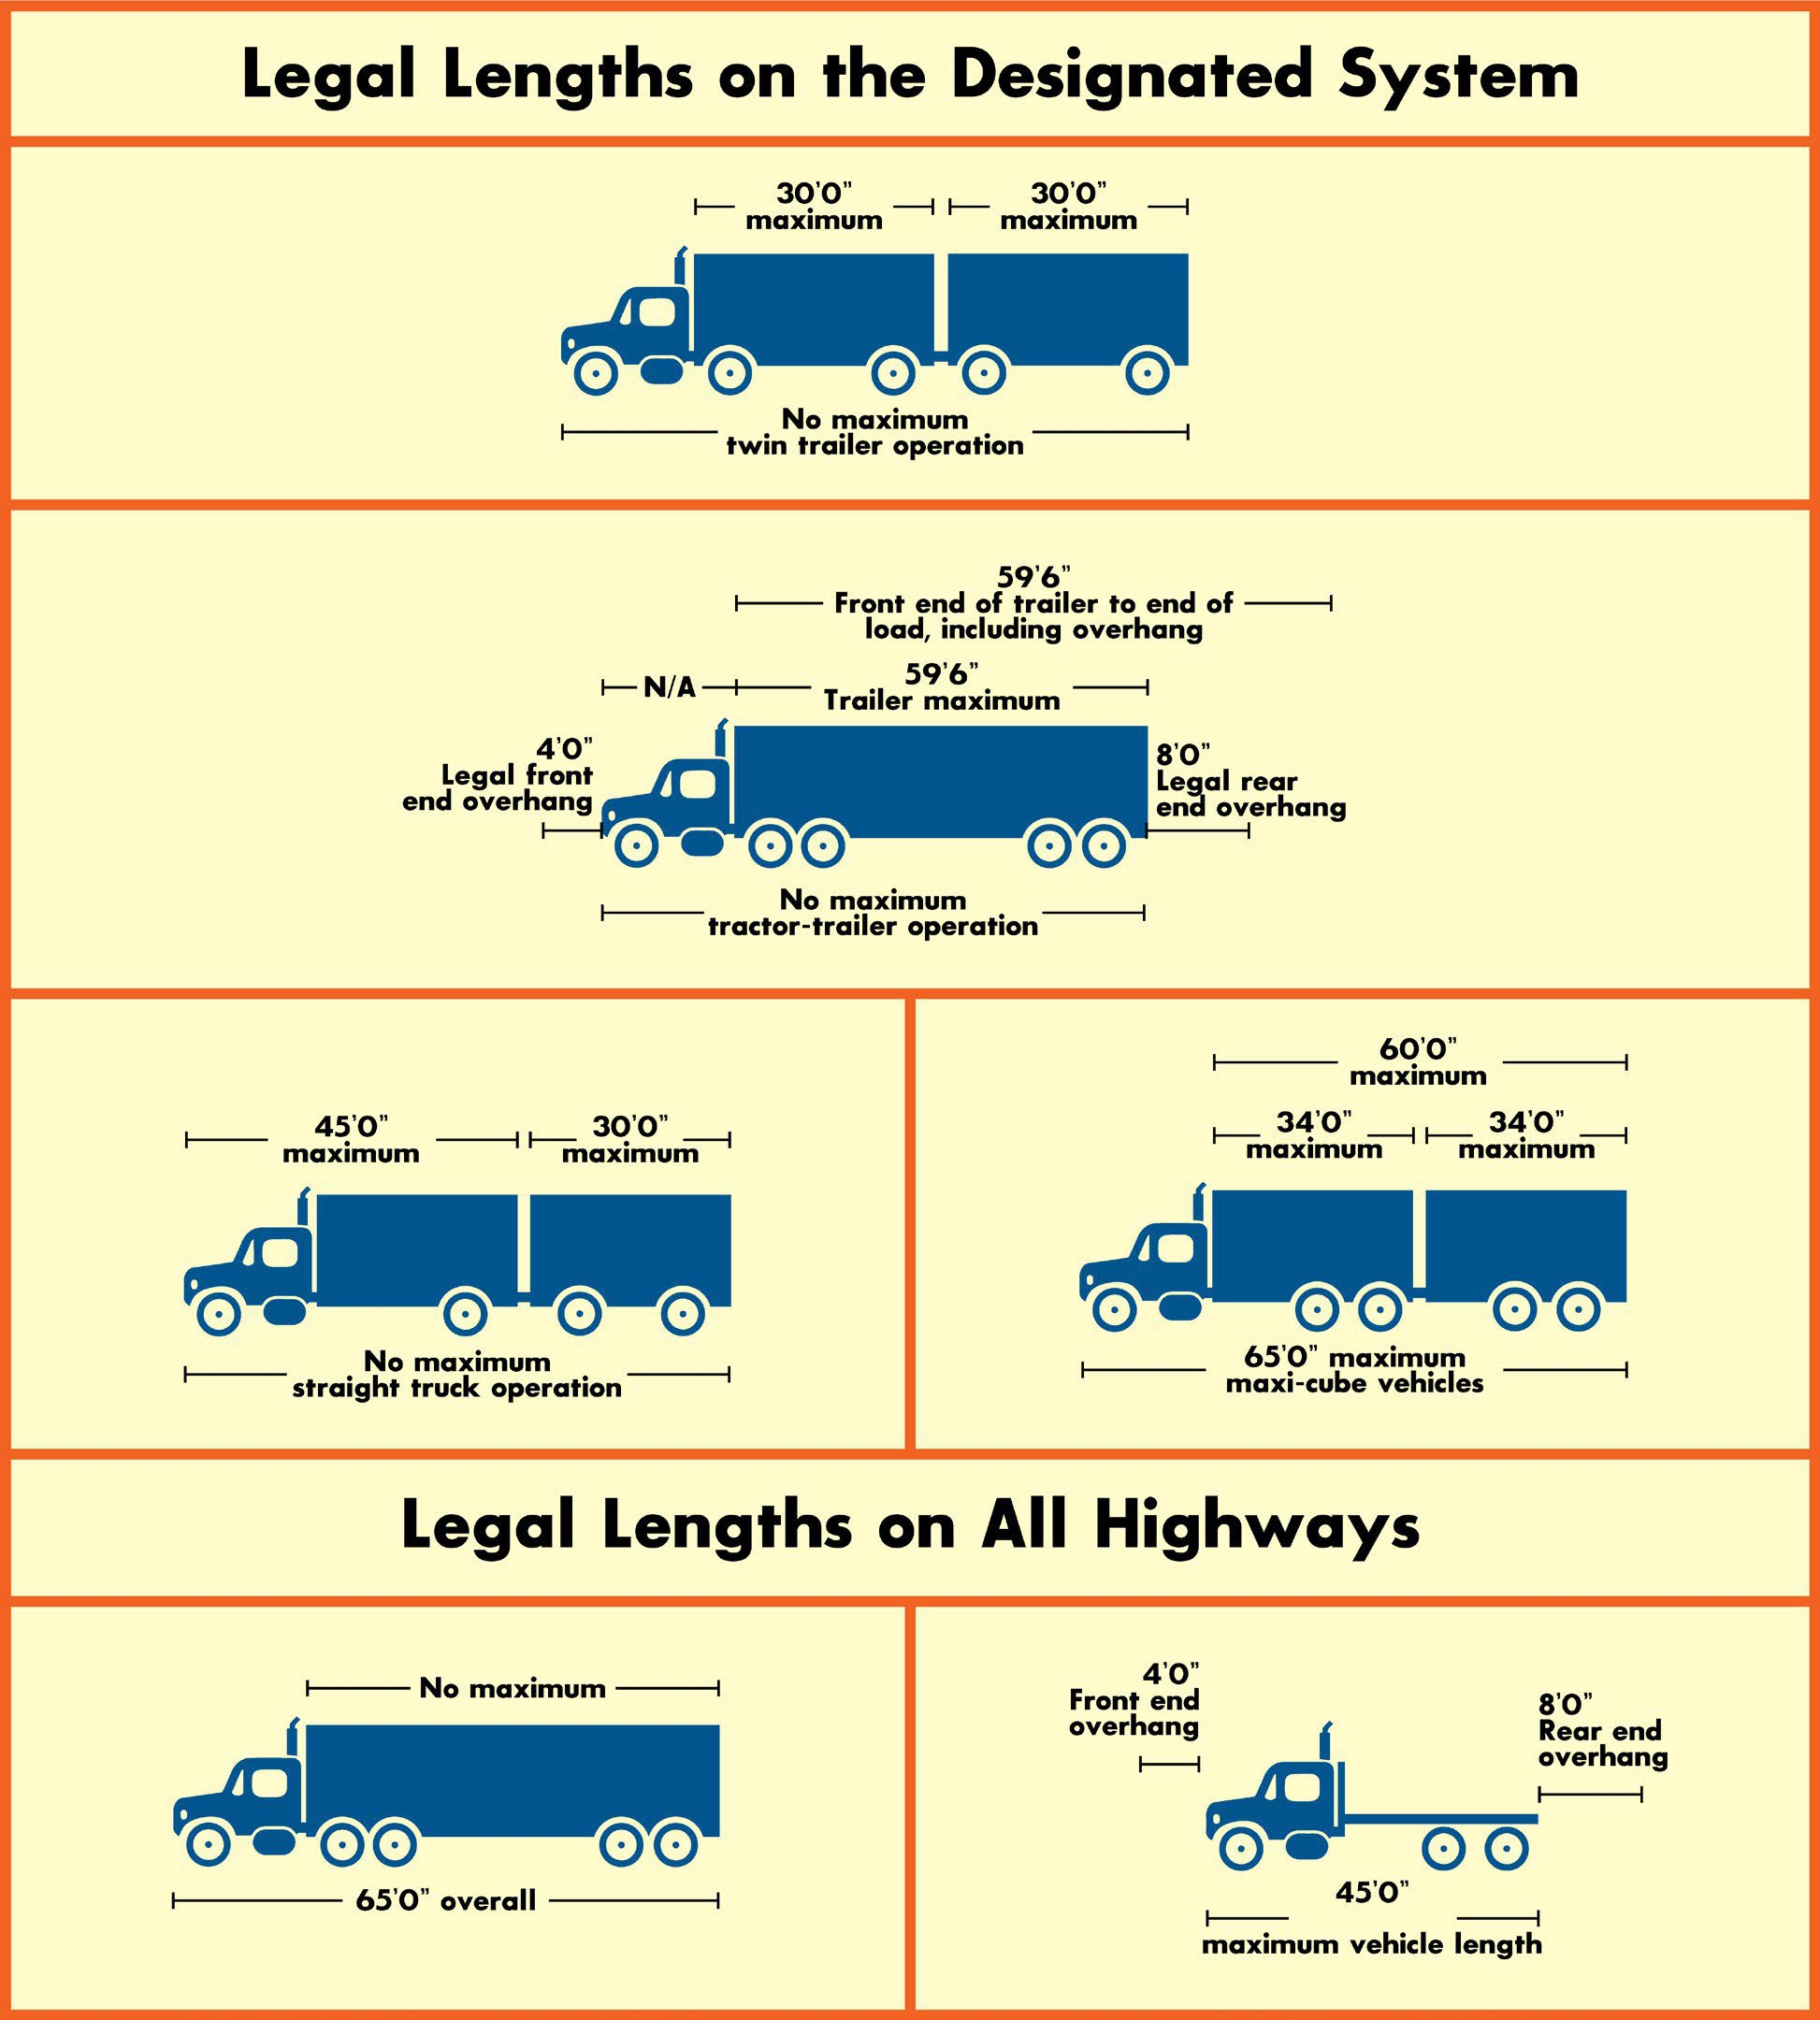 Legal Lengths on the Designated System
30'0"
maximum
30'0"
maximum
No maximum
twin trailer operation
59'6"
Front end of trailer to end of
load, including overhang
N/A
59'6"
Trailer maximum
4'0"
Legal front
end overhang
8'0"
Legal rear
end overhang
No maximum
tractor-trailer operation
45'0"
maximum
30'0"
maximum
No maximum
straight truck operation
60'0"
maximum
34'0"
maximum
34'0"
maximum
65'0" maximum
maxi-cube vehicles
Legal Lengths on All Highways
No maximum
65'0" overall
4'0"
Front end
overhang
8'0"
Rear end
overhang
45'0"
maximum vehicle length